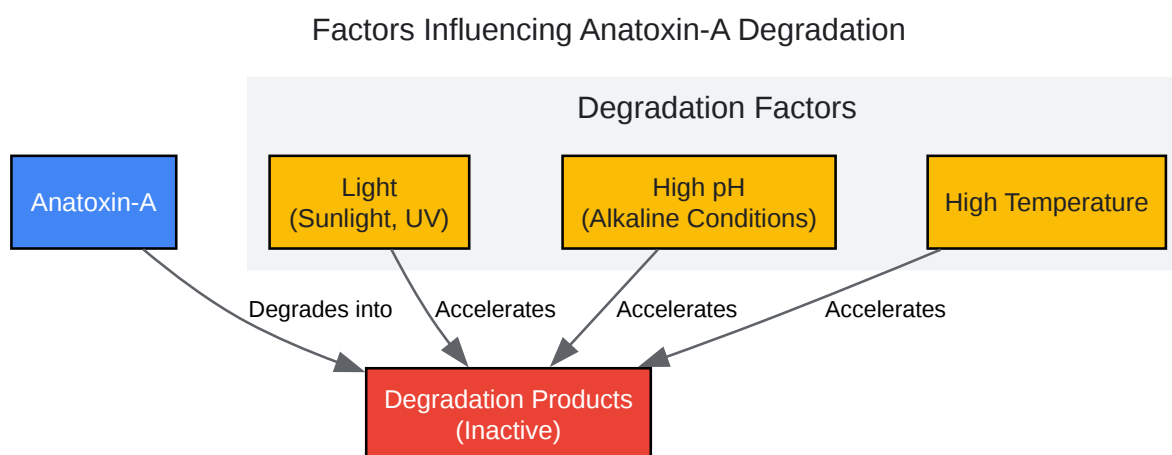 Factors Influencing Anatoxin-A Degradation
Degradation Factors
Anatoxin-A
Light
(Sunlight, UV)
High pH
(Alkaline Conditions)
High Temperature
Degrades into
Accelerates
Accelerates
Accelerates
Degradation Products
(Inactive)